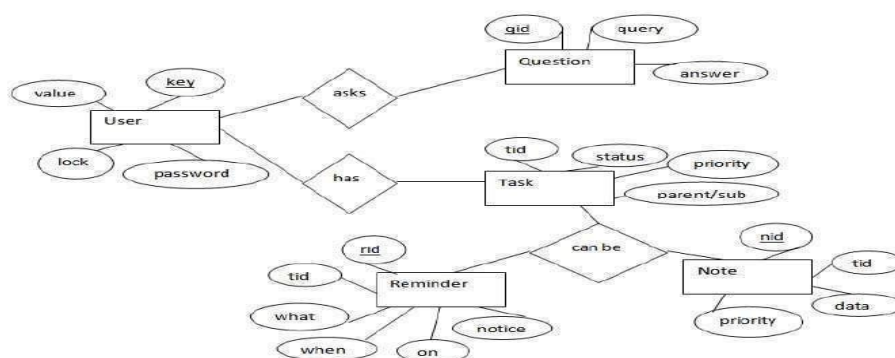 qid
query
Question
answer
key
value
User
asks
lock
password
has
tid
status
priority
Task
parent/sub
can be
rid
nid
tid
Reminder
Note
tid
what
notice
data
priority
when
on